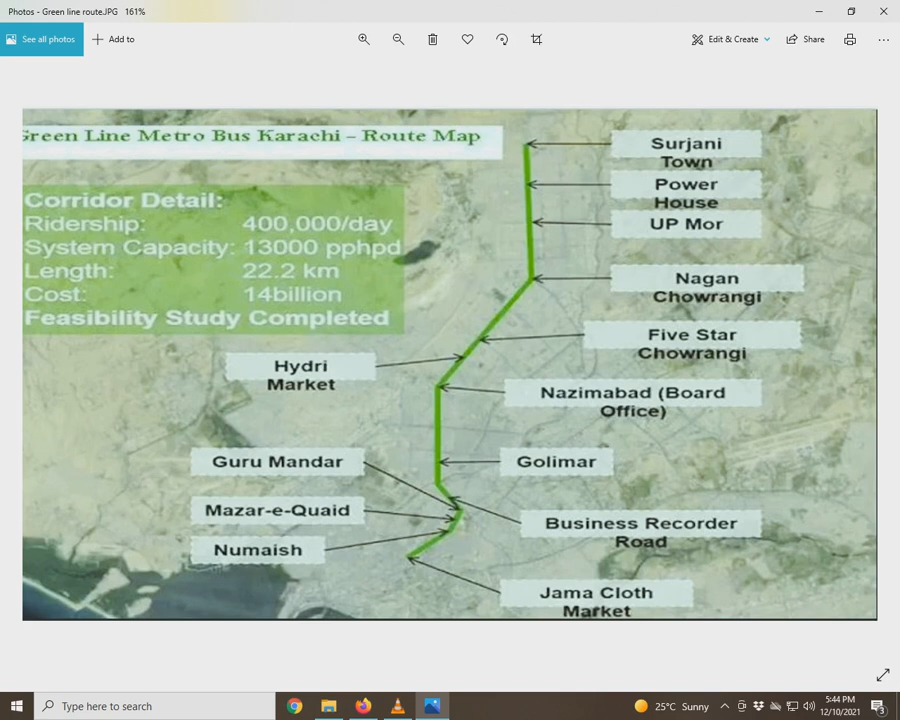 Photos - Green line route.JPG   161%
See all photos
Add to
Edit & Create
Share
Green Line Metro Bus Karachi – Route Map
Corridor Detail:
Ridership: 400,000/day
System Capacity: 13000 pphpd
Length: 22.2 km
Cost: 14billion
Feasibility Study Completed
Surjani
Town
Power
House
UP Mor
Nagan
Chowrangi
Five Star
Chowrangi
Hydri
Market
Nazimabad (Board
Office)
Guru Mandar
Golimar
Mazar-e-Quaid
Business Recorder
Road
Numaish
Jama Cloth
Market
Type here to search
25°C Sunny
5:44 PM
12/10/2021
3